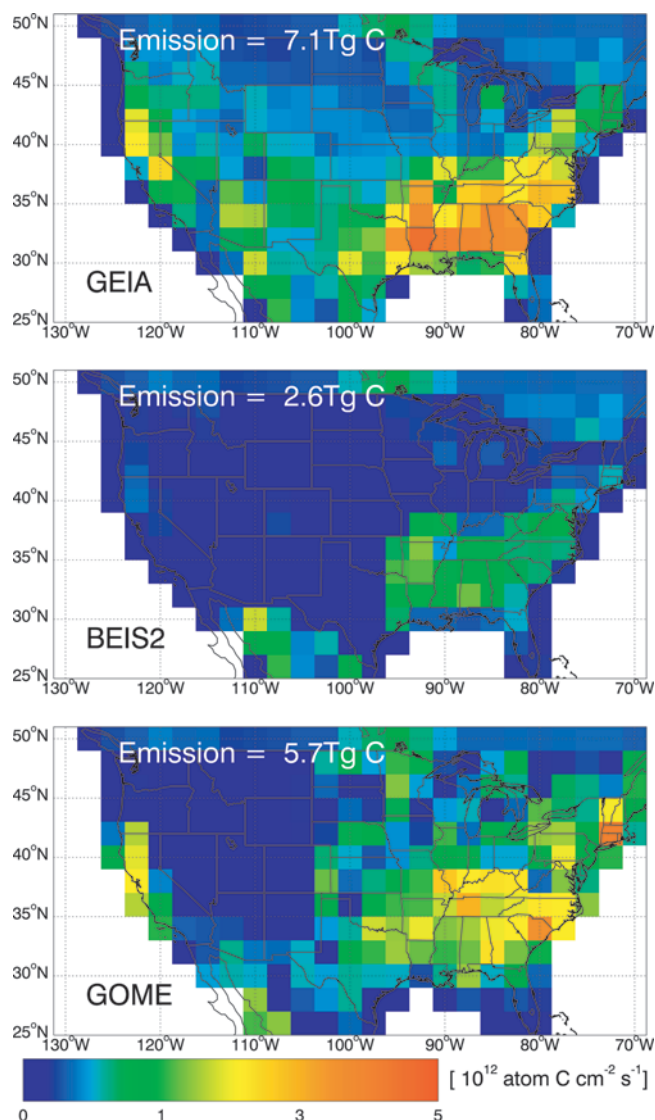 50°N
Emission = 7.1Tg C
45°N
40°N
35°N
30°N
GEIA
25°N
130°W 120°W 110°W 100°W 90°W 80°W 70°W
50°N
Emission = 2.6Tg C
45°N
40°N
35°N
30°N
BEIS2
25°N
130°W 120°W 110°W 100°W 90°W 80°W 70°W
50°N
Emission = 5.7Tg C
45°N
40°N
35°N
30°N
GOME
25°N
130°W 120°W 110°W 100°W 90°W 80°W 70°W
[ 10¹² atom C cm⁻² s⁻¹]
0 1 3 5